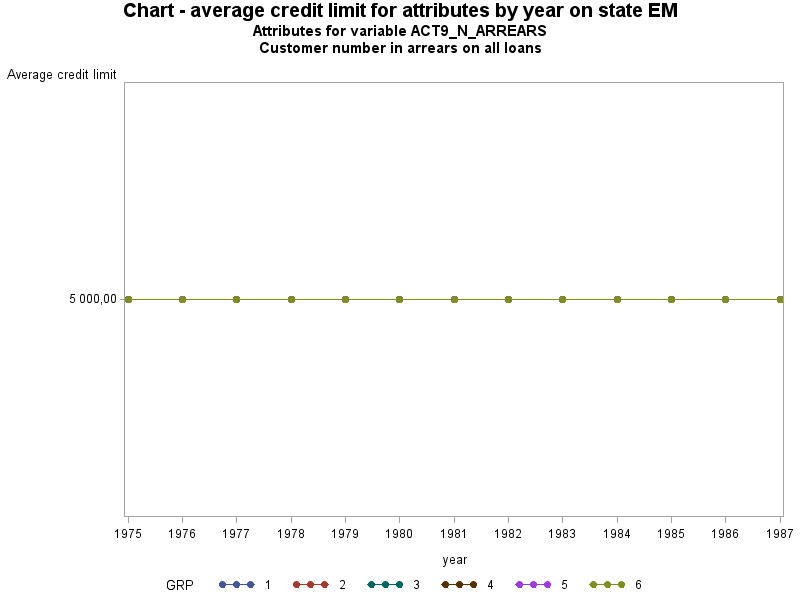 Chart - average credit limit for attributes by year on state EM
Attributes for variable ACT9_N_ARREARS
Customer number in arrears on all loans
Average credit limit
5 000,00
1975 1976 1977 1978 1979 1980 1981 1982 1983 1984 1985 1986 1987
year
GRP 1 2 3 4 5 6